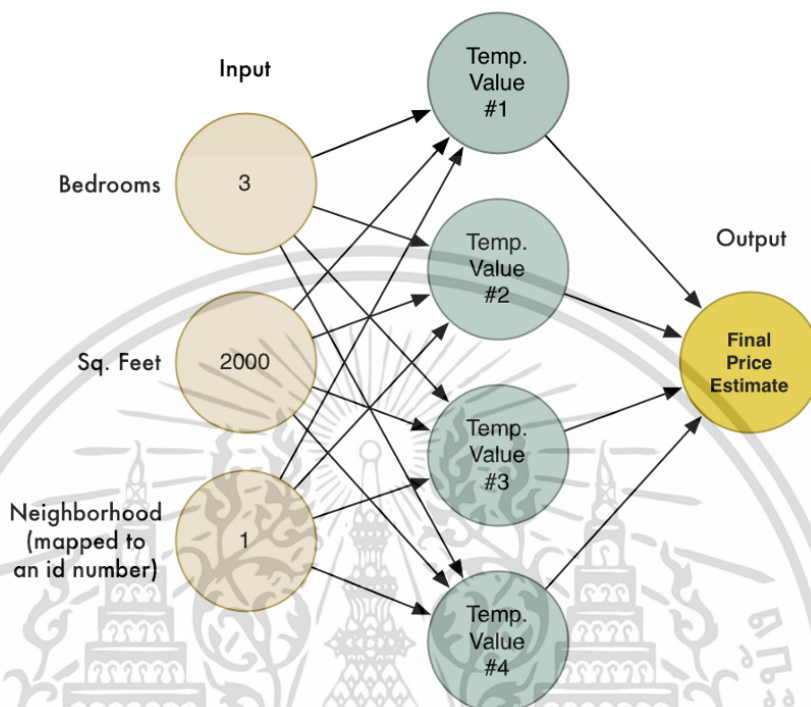 Input
Bedrooms
3
Sq. Feet
2000
Neighborhood
(mapped to
an id number)
1
Temp.
Value
#1
Temp.
Value
#2
Temp.
Value
#3
Temp.
Value
#4
Output
Final
Price
Estimate